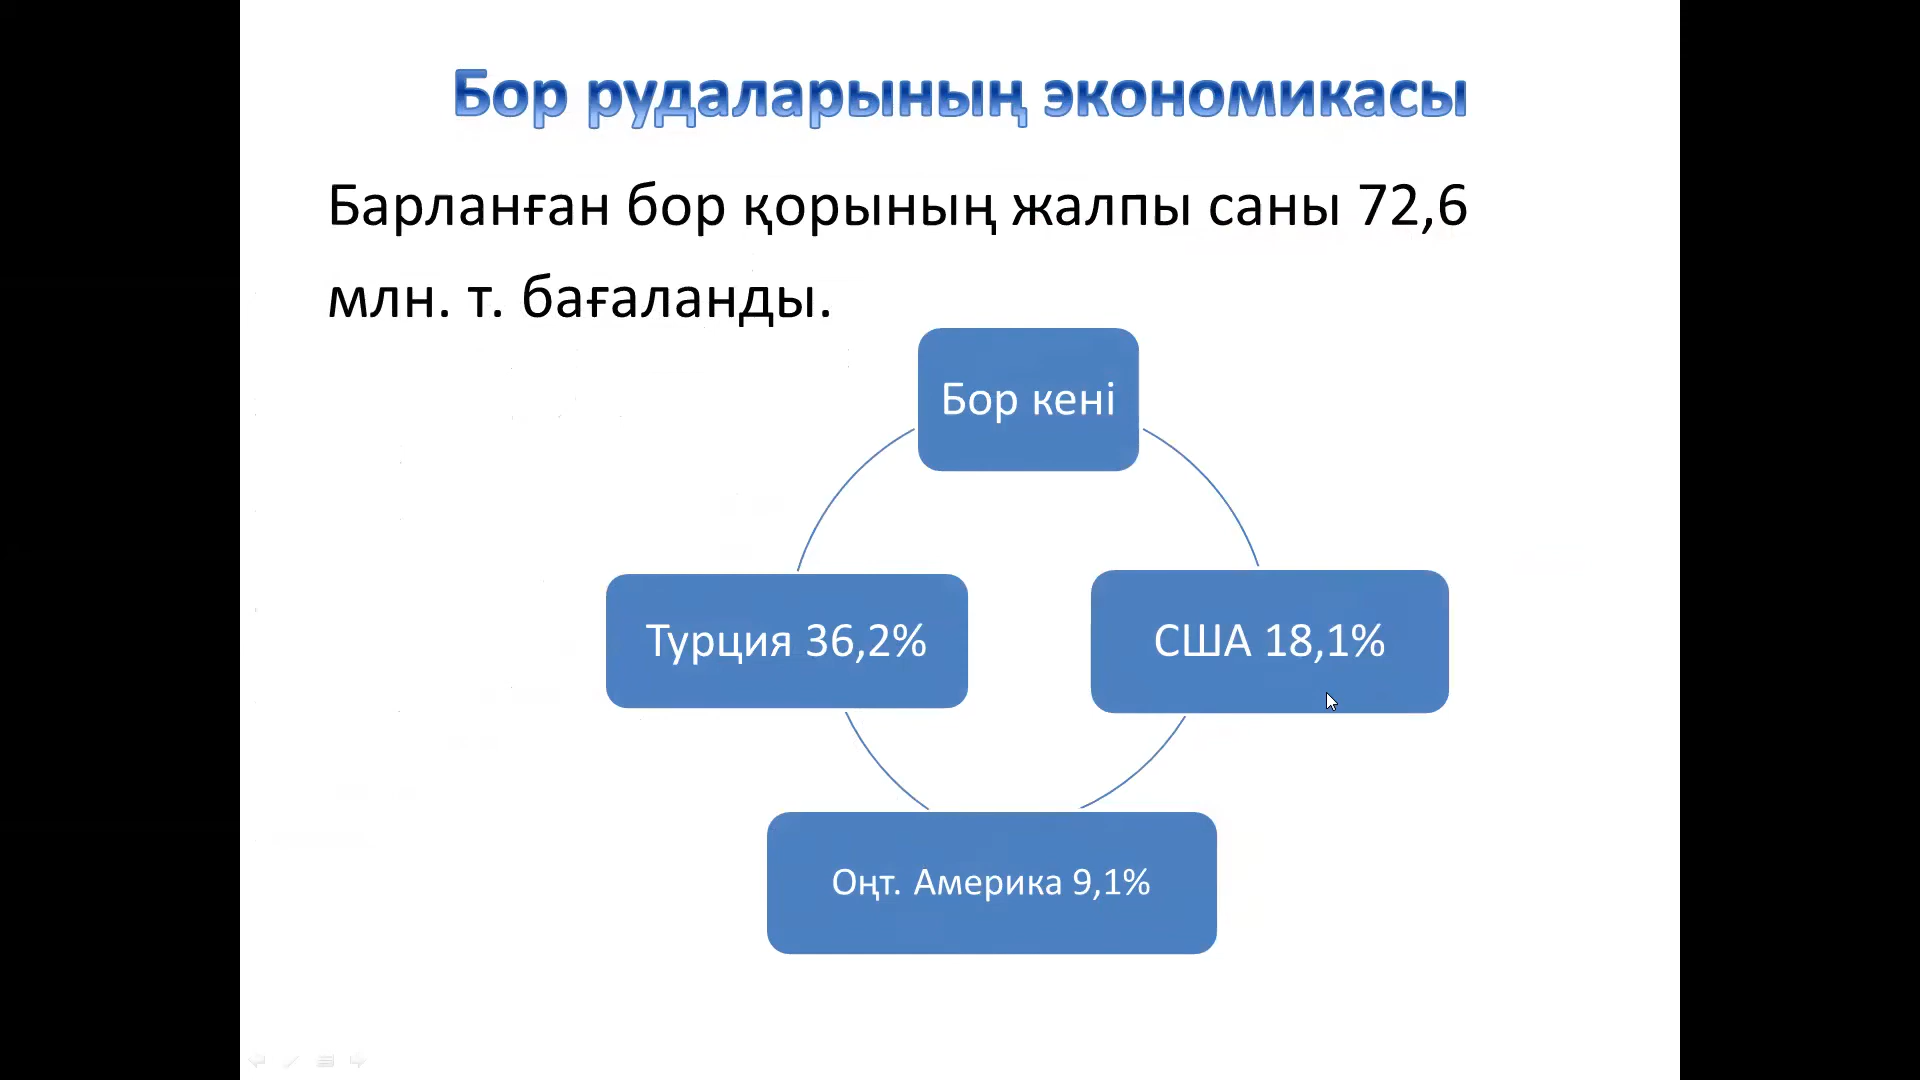 Бор рудаларының экономикасы
Барланған бор қорының жалпы саны 72,6
млн. т. бағаланды.
Бор кені
Турция 36,2%
США 18,1%
Оңт. Америка 9,1%